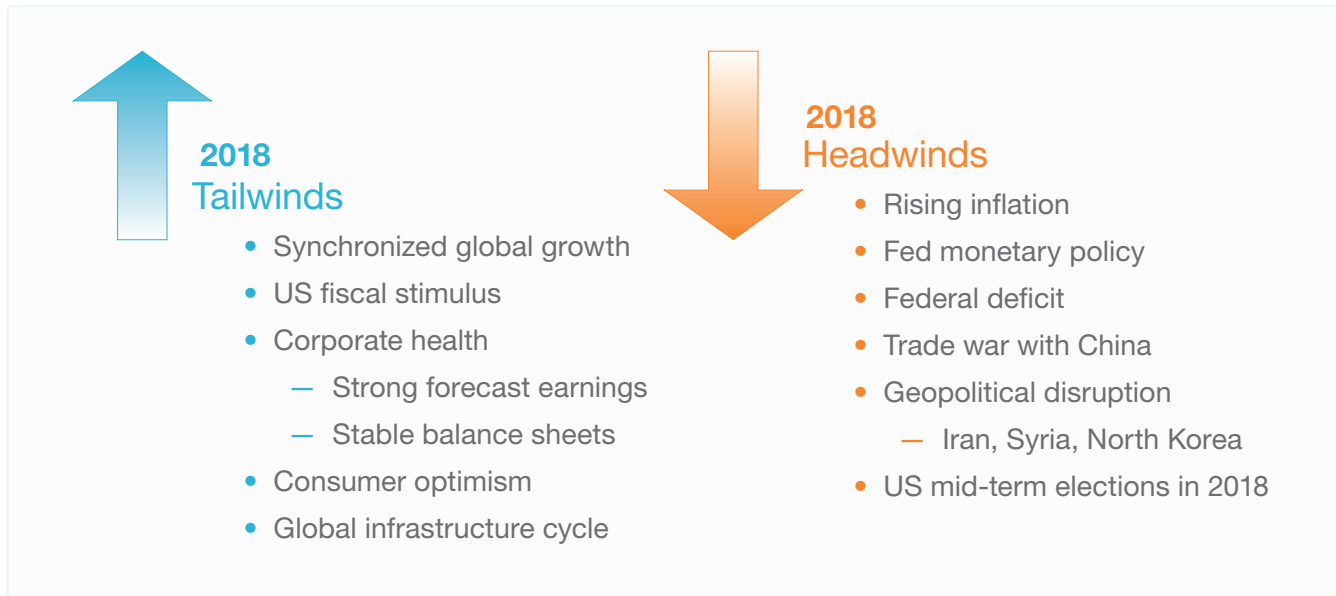 2018
Tailwinds
• Synchronized global growth
• US fiscal stimulus
• Corporate health
— Strong forecast earnings
— Stable balance sheets
• Consumer optimism
• Global infrastructure cycle
2018
Headwinds
• Rising inflation
• Fed monetary policy
• Federal deficit
• Trade war with China
• Geopolitical disruption
— Iran, Syria, North Korea
• US mid-term elections in 2018